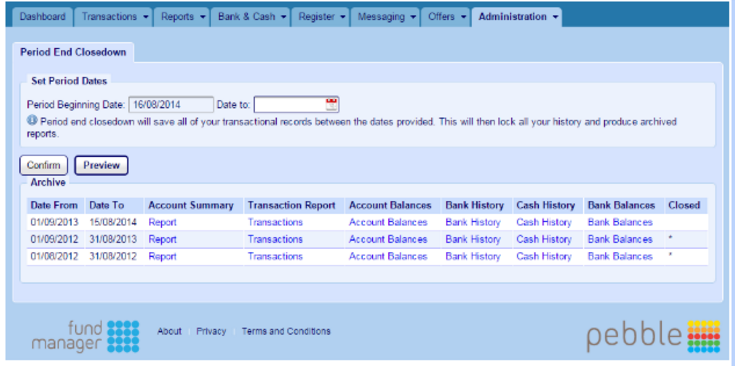 Dashboard Transactions Reports Bank & Cash Register Messaging Offers Administration
Period End Closedown
Set Period Dates
Period Beginning Date: 16/08/2014 Date to:
Period end closedown will save all of your transactional records between the dates provided. This will then lock all your history and produce archived
reports.
Confirm Preview
Archive
Date From Date To Account Summary Transaction Report Account Balances Bank History Cash History Bank Balances Closed
01/09/2013 15/08/2014 Report Transactions Account Balances Bank History Cash History Bank Balances
01/09/2012 31/08/2013 Report Transactions Account Balances Bank History Cash History Bank Balances *
01/08/2012 31/08/2012 Report Transactions Account Balances Bank History Cash History Bank Balances *
fund
manager
About Privacy Terms and Conditions
pebble